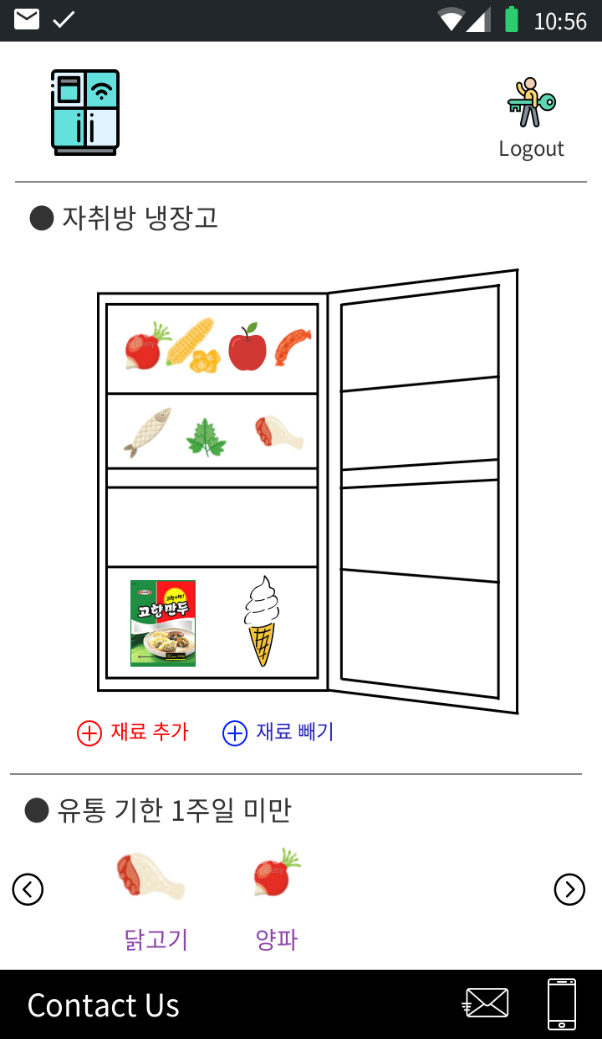 10:56
Logout
● 자취방 냉장고
고향만두
재료 추가
재료 빼기
● 유통 기한 1주일 미만
닭고기
양파
Contact Us